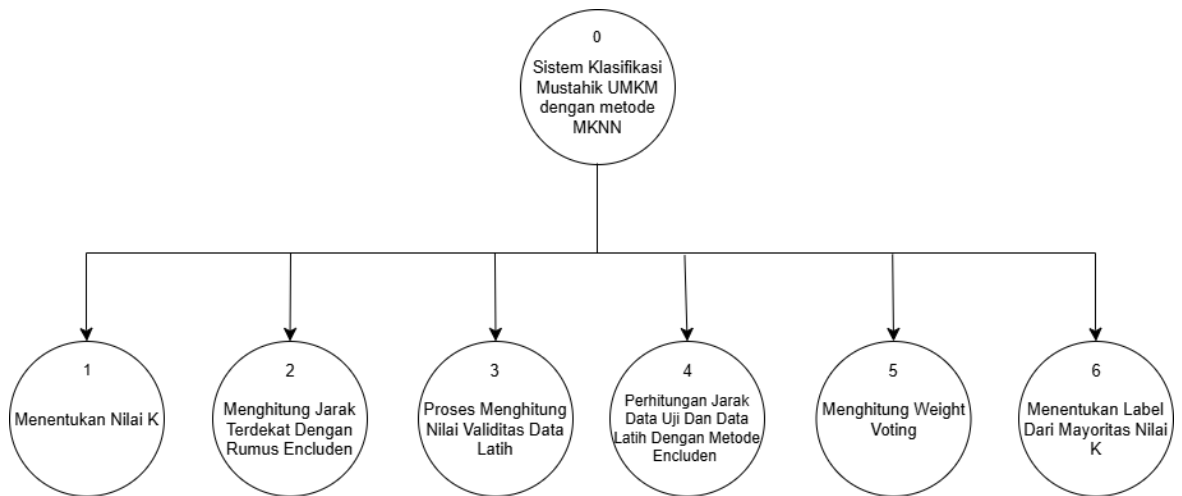 0
Sistem Klasifikasi
Mustahik UMKM
dengan metode
MKNN
1
Menentukan Nilai K
2
Menghitung Jarak
Terdekat Dengan
Rumus Encluden
3
Proses Menghitung
Nilai Validitas Data
Latih
4
Perhitungan Jarak
Data Uji Dan Data
Latih Dengan Metode
Encluden
5
Menghitung Weight
Voting
6
Menentukan Label
Dari Mayoritas Nilai
K